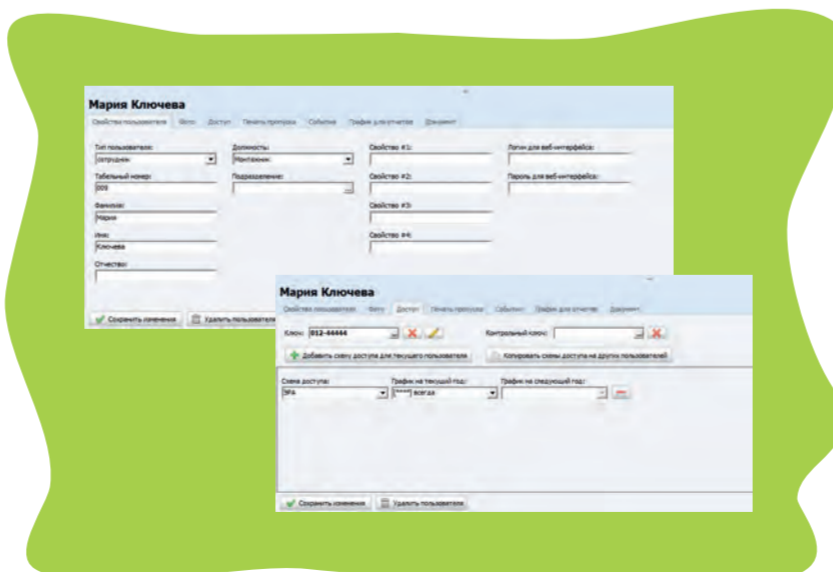 Мария Ключева
Свойства пользователя Фото Доступ Печать пропуска События График для отчетов Документ
Тип пользователя: Должность: Свойство #1: Логин для веб-интерфейса:
сотрудник Монтажник
Табельный номер: Подразделение: Свойство #2: Пароль для веб-интерфейса:
009
Фамилия: Свойство #3:
Мария
Имя: Свойство #4:
Ключева
Отчество:
Сохранить изменения Удалить пользователя
Мария Ключева
Свойства пользователя Фото Доступ Печать пропуска События График для отчетов Документ
Ключ: 012-44444 Контрольный ключ:
Добавить схему доступа для текущего пользователя Копировать схемы доступа на других пользователей
Схема доступа: График на текущий год: График на следующий год:
[****] всегда
Сохранить изменения Удалить пользователя